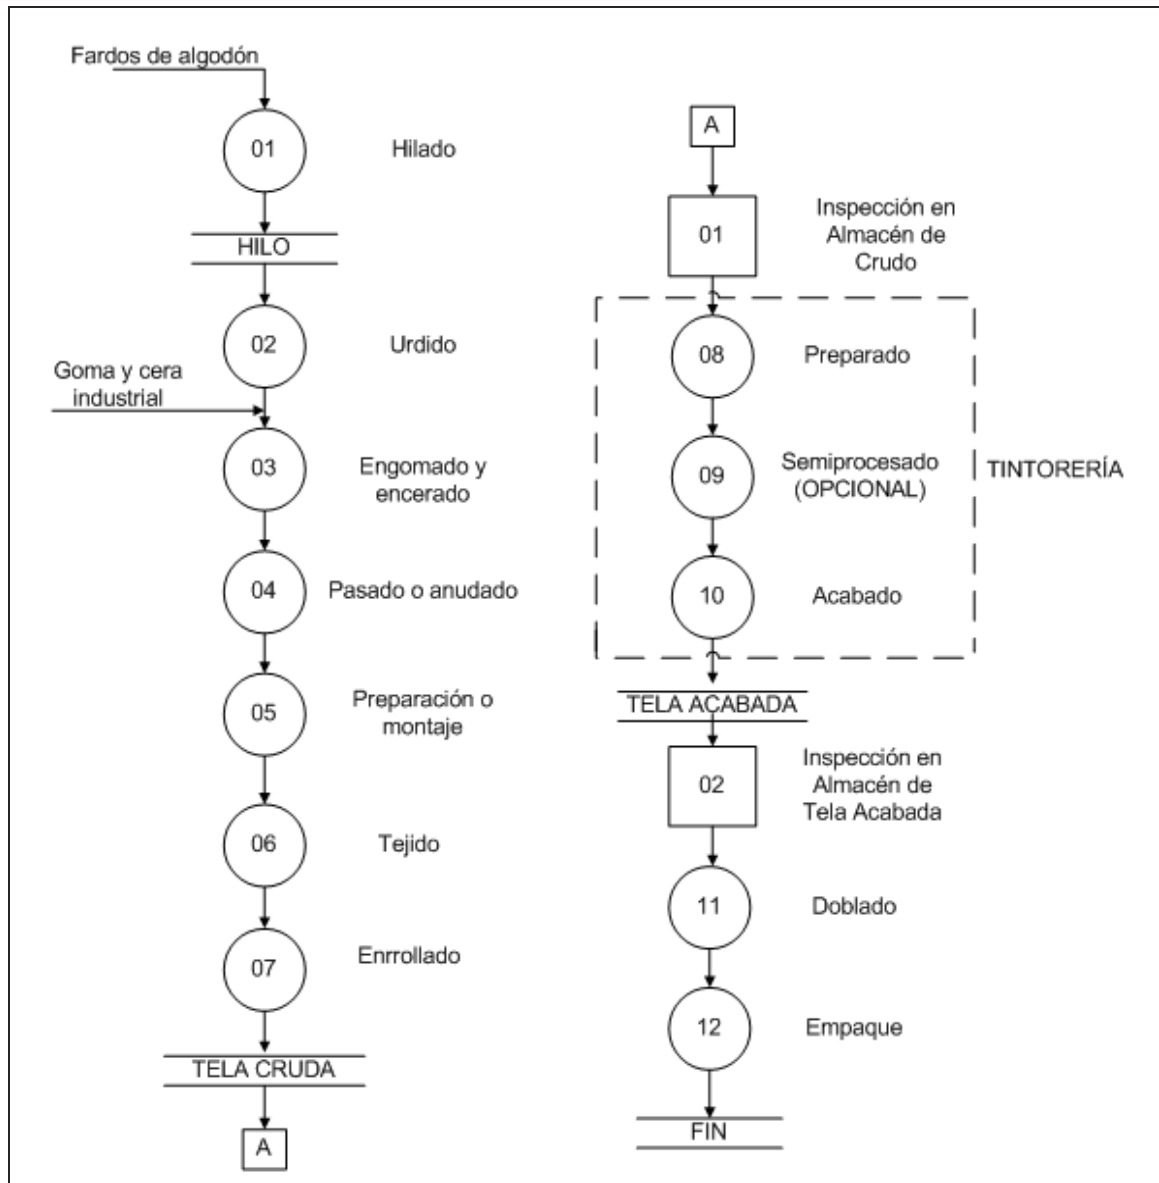 Fardos de algodón
01
Hilado
HILO
02
Urdido
Goma y cera
industrial
03
Engomado y
encerado
04
Pasado o anudado
05
Preparación o
montaje
06
Tejido
07
Enrrollado
TELA CRUDA
A
A
01
Inspección en
Almacén de
Crudo
08
Preparado
09
Semiprocesado
(OPCIONAL)
TINTORERÍA
10
Acabado
TELA ACABADA
02
Inspección en
Almacén de
Tela Acabada
11
Doblado
12
Empaque
FIN